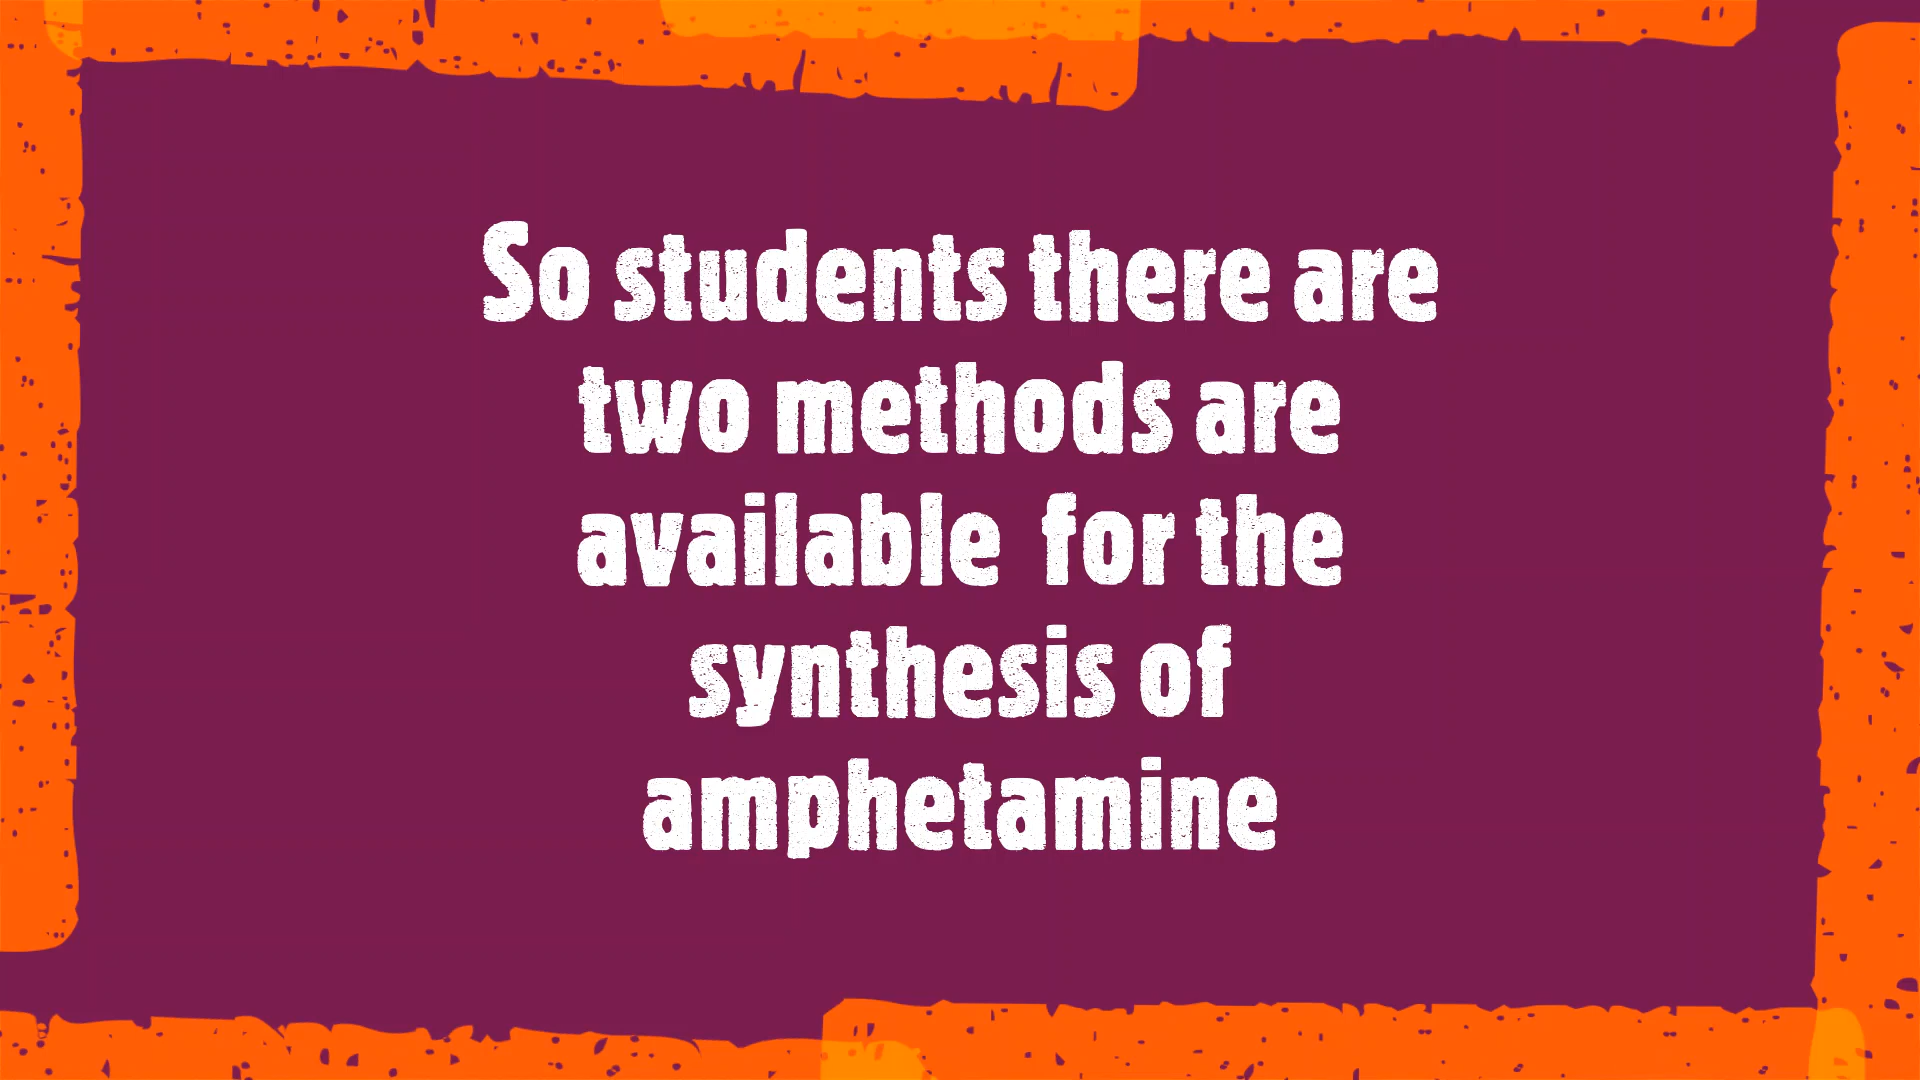 So students there are
two methods are
available  for the
synthesis of
amphetamine